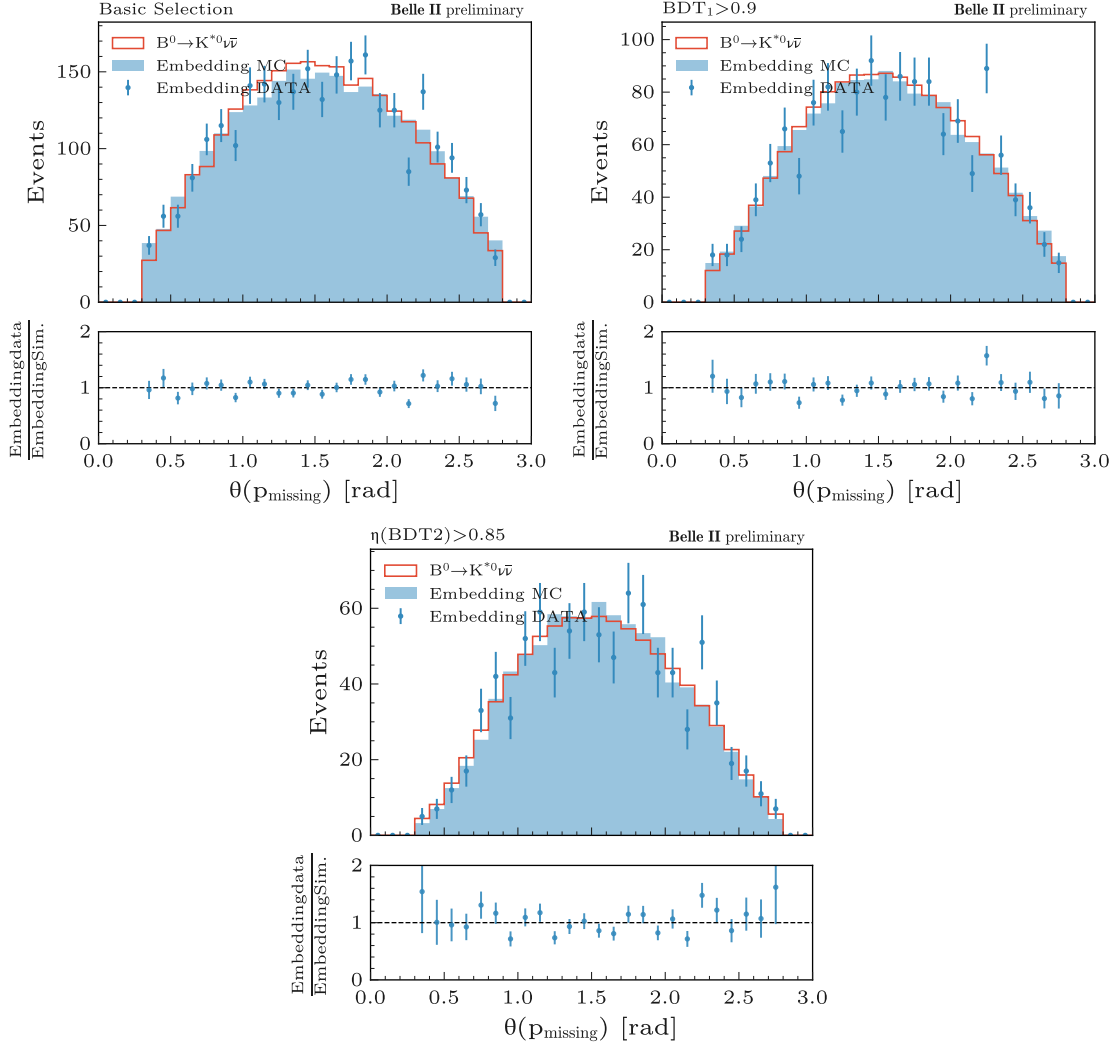 Basic Selection
Belle II preliminary
B⁰→K*⁰νν̄
Embedding MC
Embedding DATA
Events
150
100
50
0
Embeddingdata
EmbeddingSim.
2
1
0
0.0 0.5 1.0 1.5 2.0 2.5 3.0
θ(p_missing) [rad]
BDT₁>0.9
Belle II preliminary
B⁰→K*⁰νν̄
Embedding MC
Embedding DATA
Events
100
80
60
40
20
0
Embeddingdata
EmbeddingSim.
2
1
0
0.0 0.5 1.0 1.5 2.0 2.5 3.0
θ(p_missing) [rad]
η(BDT2)>0.85
Belle II preliminary
B⁰→K*⁰νν̄
Embedding MC
Embedding DATA
Events
60
40
20
0
Embeddingdata
EmbeddingSim.
2
1
0
0.0 0.5 1.0 1.5 2.0 2.5 3.0
θ(p_missing) [rad]